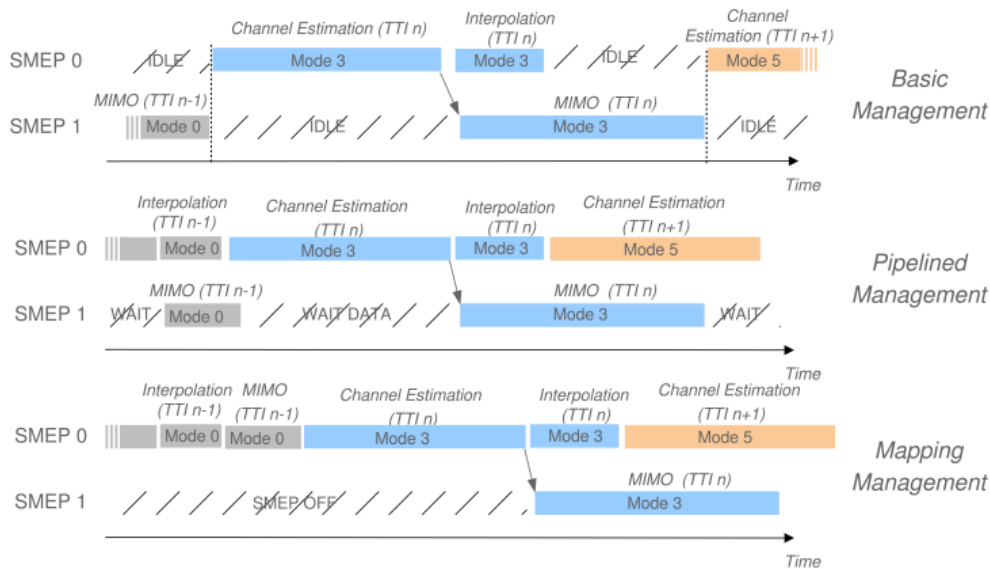 Channel Estimation (TTI n)
Interpolation
(TTI n)
Channel
Estimation (TTI n+1)
SMEP 0
IDLE
Mode 3
Mode 3
IDLE
Mode 5
Basic
Management
MIMO (TTI n-1)
MIMO (TTI n)
SMEP 1
Mode 0
IDLE
Mode 3
IDLE
Time
Interpolation
(TTI n-1)
Channel Estimation
(TTI n)
Interpolation
(TTI n)
Channel Estimation
(TTI n+1)
SMEP 0
Mode 0
Mode 3
Mode 3
Mode 5
Pipelined
Management
MIMO (TTI n-1)
MIMO (TTI n)
SMEP 1
WAIT
Mode 0
WAIT DATA
Mode 3
WAIT
Time
Interpolation
(TTI n-1)
MIMO
(TTI n-1)
Channel Estimation
(TTI n)
Interpolation
(TTI n)
Channel Estimation
(TTI n+1)
SMEP 0
Mode 0
Mode 0
Mode 3
Mode 3
Mode 5
Mapping
Management
MIMO (TTI n)
SMEP 1
SMEP OFF
Mode 3
Time